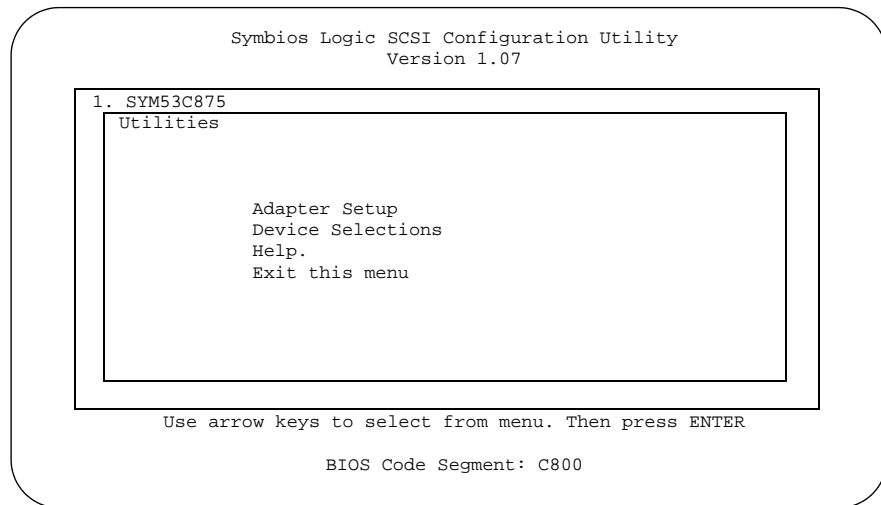 Symbios Logic SCSI Configuration Utility
Version 1.07
1. SYM53C875
Utilities
Adapter Setup
Device Selections
Help.
Exit this menu
Use arrow keys to select from menu. Then press ENTER
BIOS Code Segment: C800